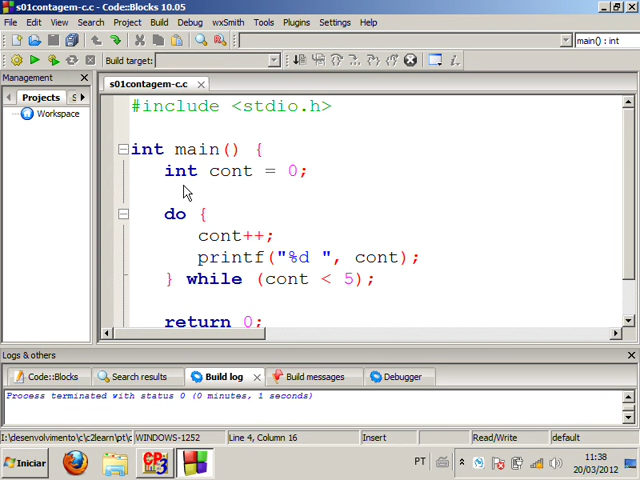 s01contagem-c.c - Code::Blocks 10.05
File Edit View Search Project Build Debug wxSmith Tools Plugins Settings Help
main() : int
Build target:
Management
Projects S
Workspace
s01contagem-c.c
#include <stdio.h>
int main() {
int cont = 0;
do {
cont++;
printf("%d ", cont);
} while (cont < 5);
return 0;
Logs & others
Code::Blocks Search results Build log Build messages Debugger
Process terminated with status 0 (0 minutes, 1 seconds)
I:\desenvolvimento\c\c2learn\pt\c WINDOWS-1252 Line 4, Column 16 Insert Read/Write default
Iniciar
PT
11:38
20/03/2012